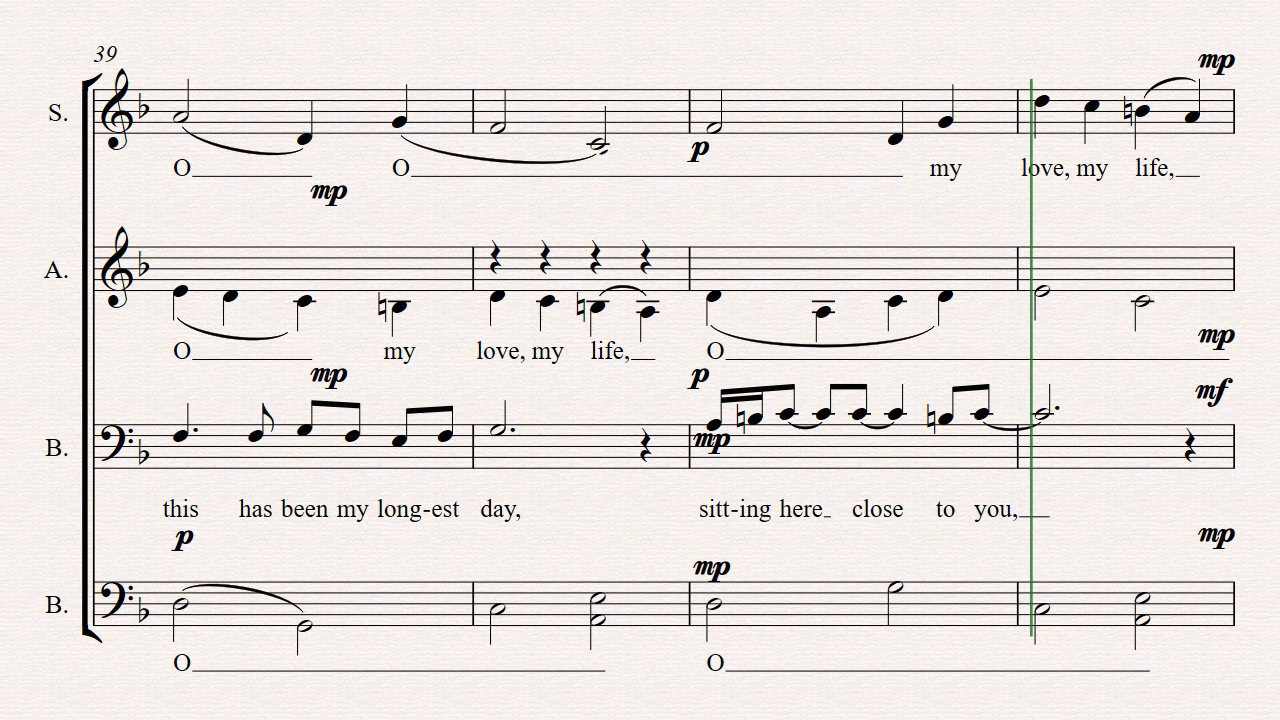 39
mp
S.
p
O O my love, my life,
mp
A.
mp
O my love, my life, O
mp p
mf
B.
mp
this has been my long-est day, sitt-ing here close to you,
p mp
mp
B.
O O